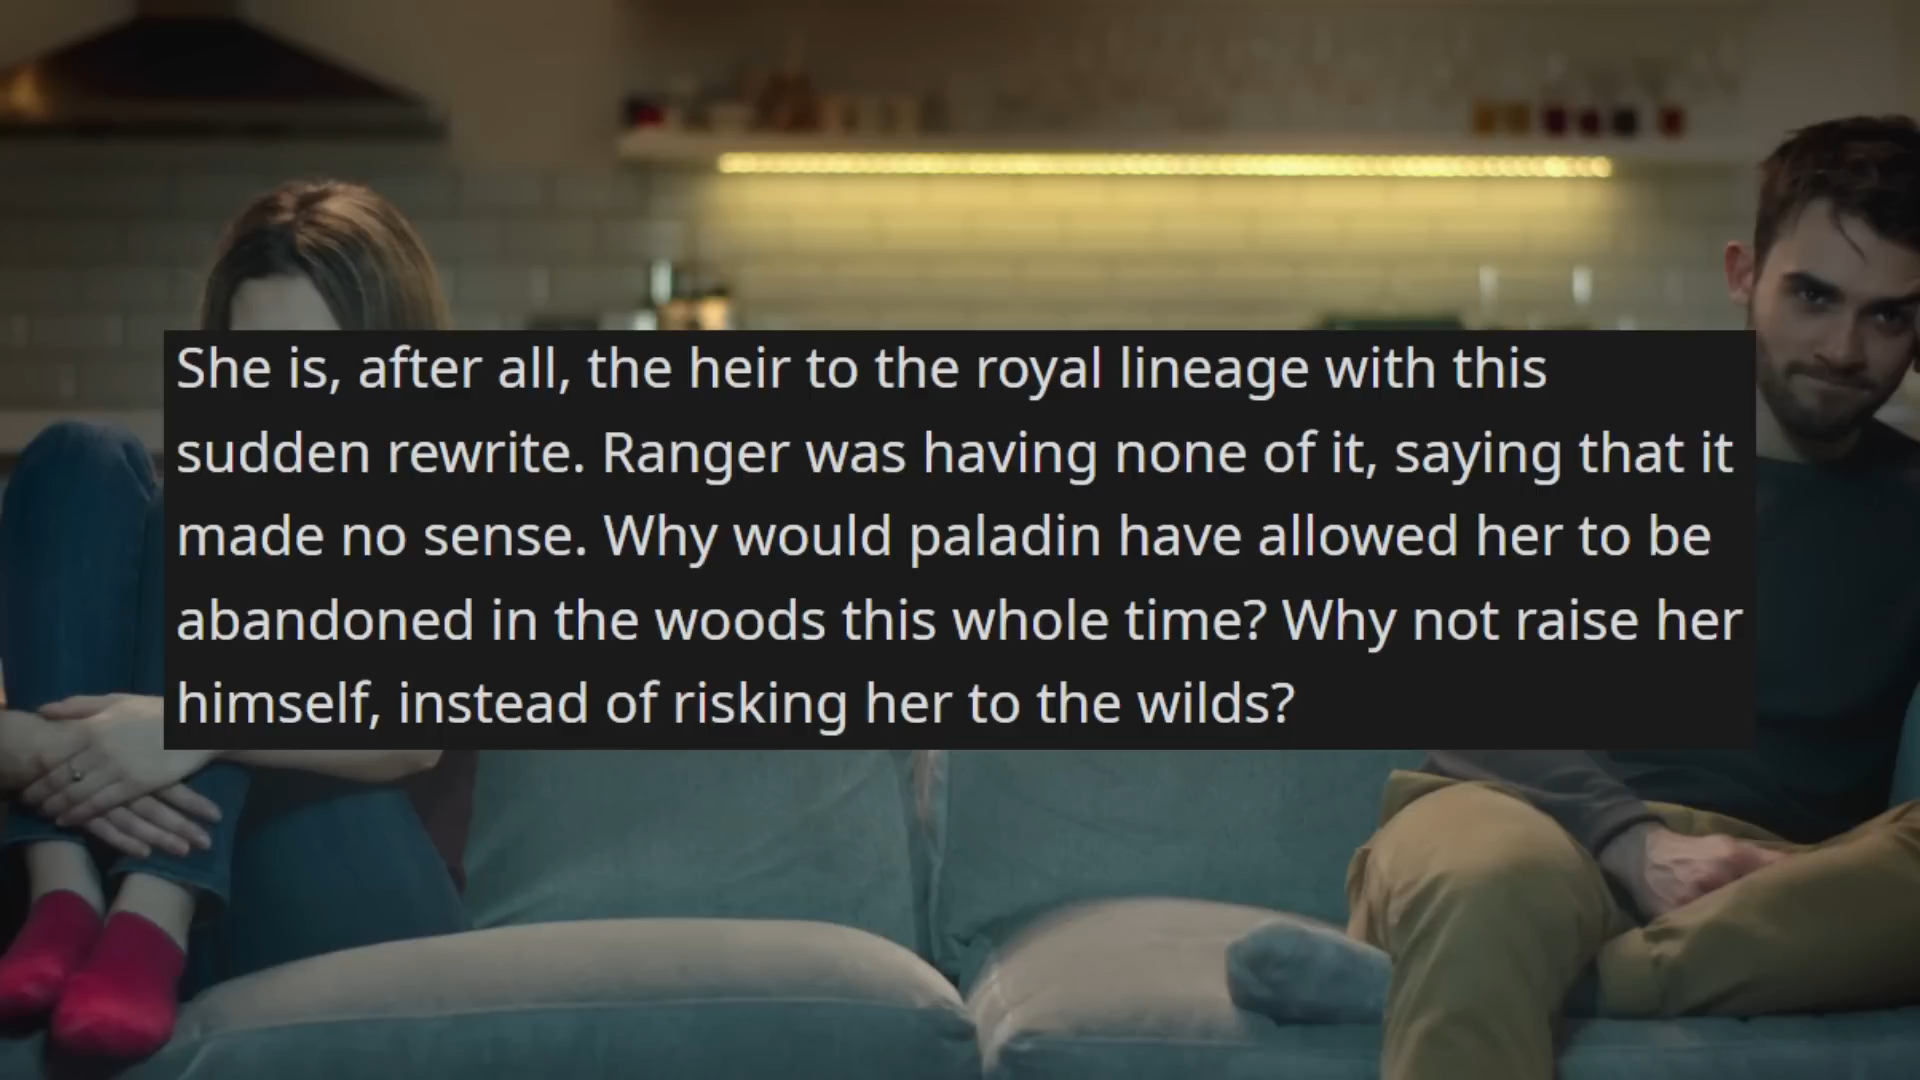 She is, after all, the heir to the royal lineage with this
sudden rewrite. Ranger was having none of it, saying that it
made no sense. Why would paladin have allowed her to be
abandoned in the woods this whole time? Why not raise her
himself, instead of risking her to the wilds?